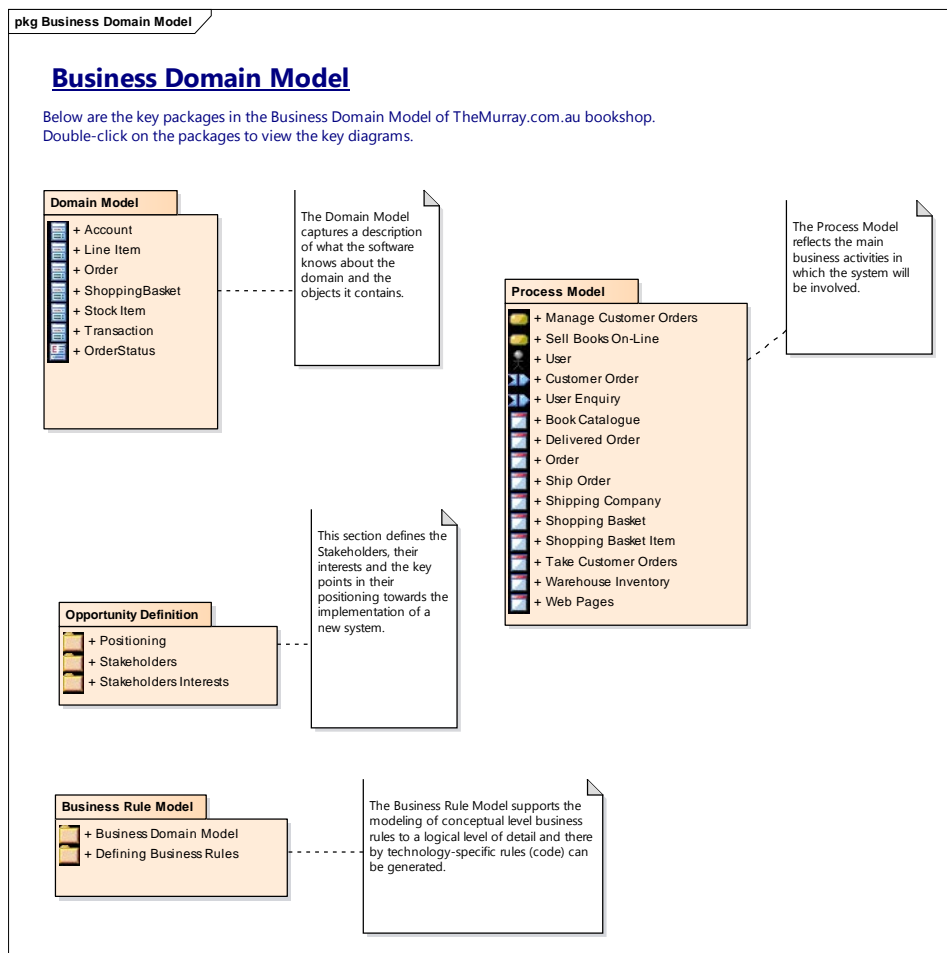 pkg Business Domain Model
Business Domain Model
Below are the key packages in the Business Domain Model of TheMurray.com.au bookshop.
Double-click on the packages to view the key diagrams.
Domain Model
+ Account
+ Line Item
+ Order
+ ShoppingBasket
+ Stock Item
+ Transaction
+ OrderStatus
The Domain Model
captures a description
of what the software
knows about the
domain and the
objects it contains.
The Process Model
reflects the main
business activities in
which the system will
be involved.
Process Model
+ Manage Customer Orders
+ Sell Books On-Line
+ User
+ Customer Order
+ User Enquiry
+ Book Catalogue
+ Delivered Order
+ Order
+ Ship Order
+ Shipping Company
+ Shopping Basket
+ Shopping Basket Item
+ Take Customer Orders
+ Warehouse Inventory
+ Web Pages
This section defines the
Stakeholders, their
interests and the key
points in their
positioning towards the
implementation of a
new system.
Opportunity Definition
+ Positioning
+ Stakeholders
+ Stakeholders Interests
Business Rule Model
+ Business Domain Model
+ Defining Business Rules
The Business Rule Model supports the
modeling of conceptual level business
rules to a logical level of detail and there
by technology-specific rules (code) can
be generated.